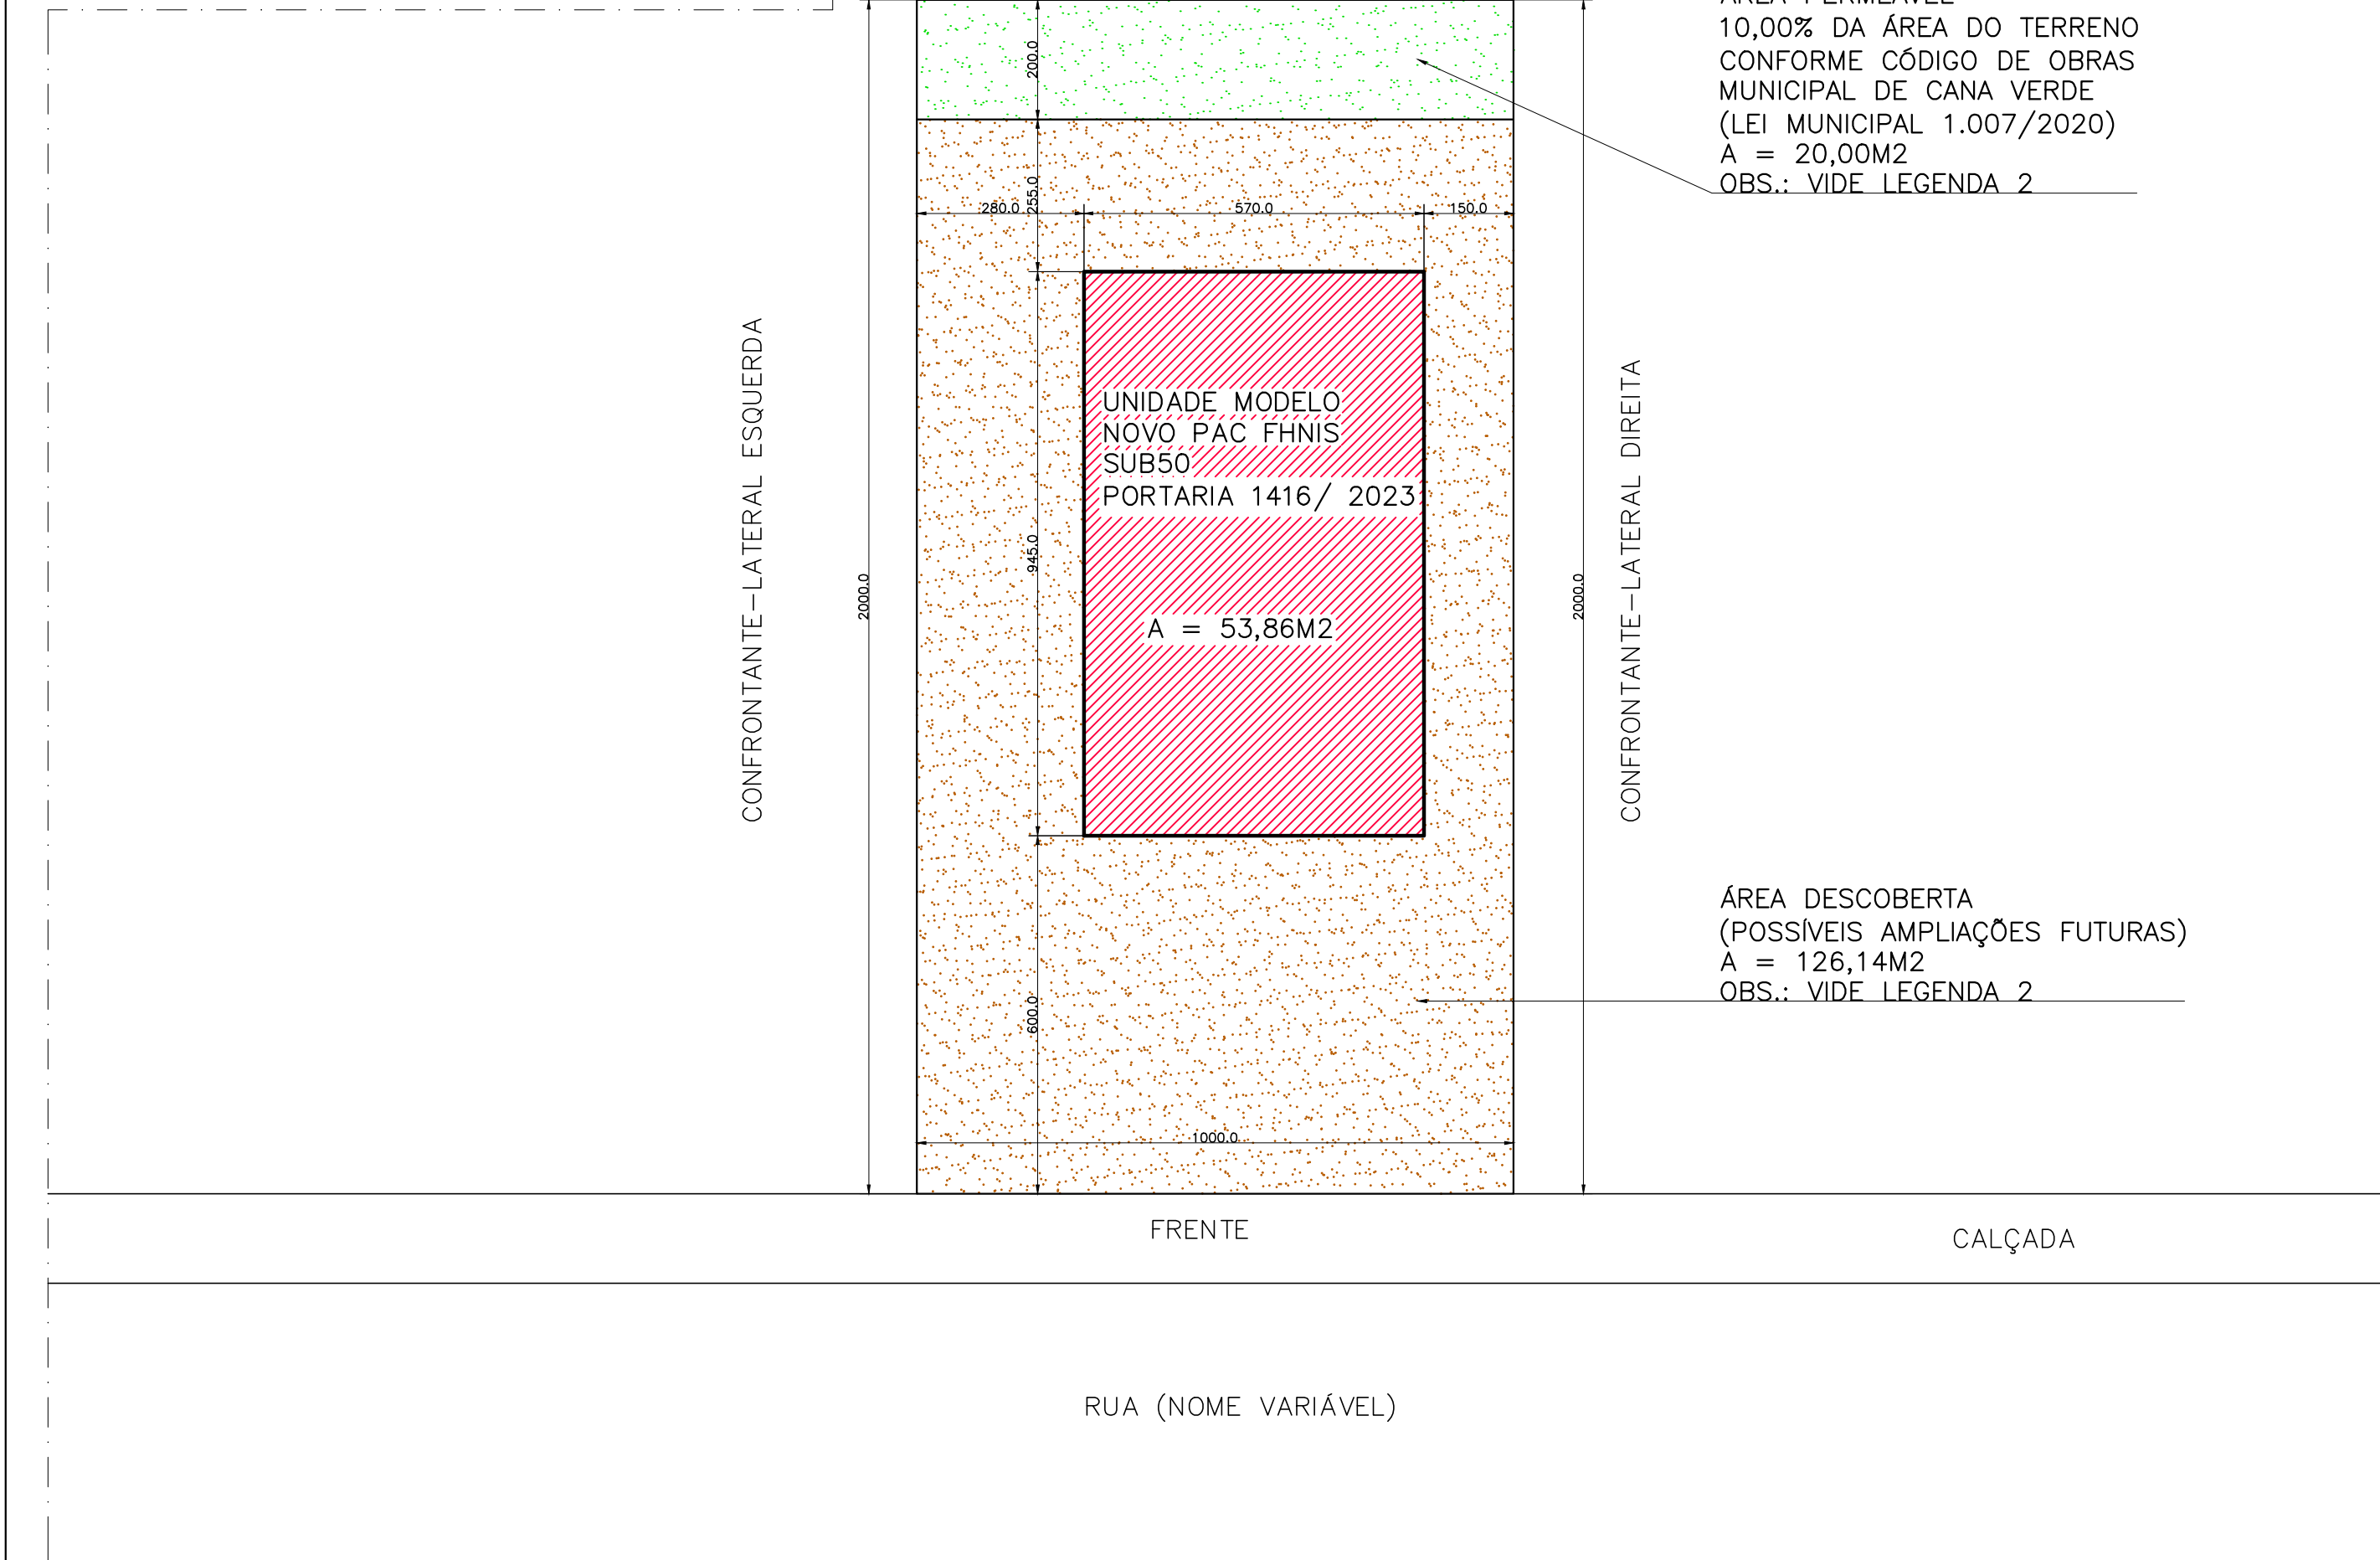 ÁREA PERMEÁVEL
10,00% DA ÁREA DO TERRENO
CONFORME CÓDIGO DE OBRAS
MUNICIPAL DE CANA VERDE
(LEI MUNICIPAL 1.007/2020)
A = 20,00M2
OBS.: VIDE LEGENDA 2
200.0
255.0
280.0
570.0
150.0
CONFRONTANTE-LATERAL ESQUERDA
2000.0
945.0
UNIDADE MODELO
NOVO PAC FHNIS
SUB50
PORTARIA 1416/ 2023
A = 53,86M2
2000.0
CONFRONTANTE-LATERAL DIREITA
ÁREA DESCOBERTA
(POSSÍVEIS AMPLIAÇÕES FUTURAS)
A = 126,14M2
OBS.: VIDE LEGENDA 2
600.0
1000.0
FRENTE
CALÇADA
RUA (NOME VARIÁVEL)